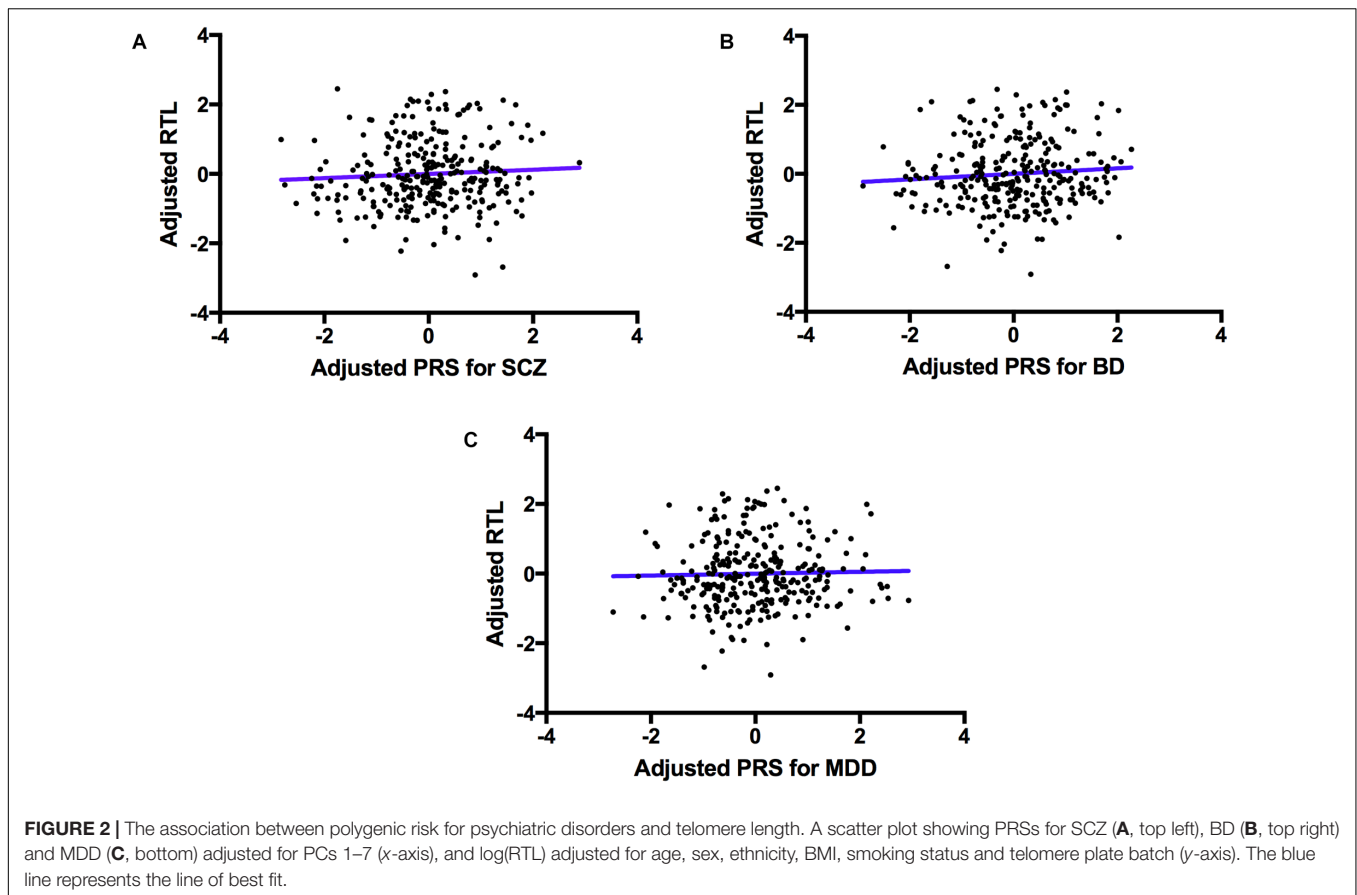 A
4
2
0
-2
-4
Adjusted RTL
-4 -2 0 2 4
Adjusted PRS for SCZ
B
4
2
0
-2
-4
Adjusted RTL
-4 -2 0 2 4
Adjusted PRS for BD
C
4
2
0
-2
-4
Adjusted RTL
-4 -2 0 2 4
Adjusted PRS for MDD
FIGURE 2 | The association between polygenic risk for psychiatric disorders and telomere length. A scatter plot showing PRSs for SCZ (A, top left), BD (B, top right)
and MDD (C, bottom) adjusted for PCs 1–7 (x-axis), and log(RTL) adjusted for age, sex, ethnicity, BMI, smoking status and telomere plate batch (y-axis). The blue
line represents the line of best fit.